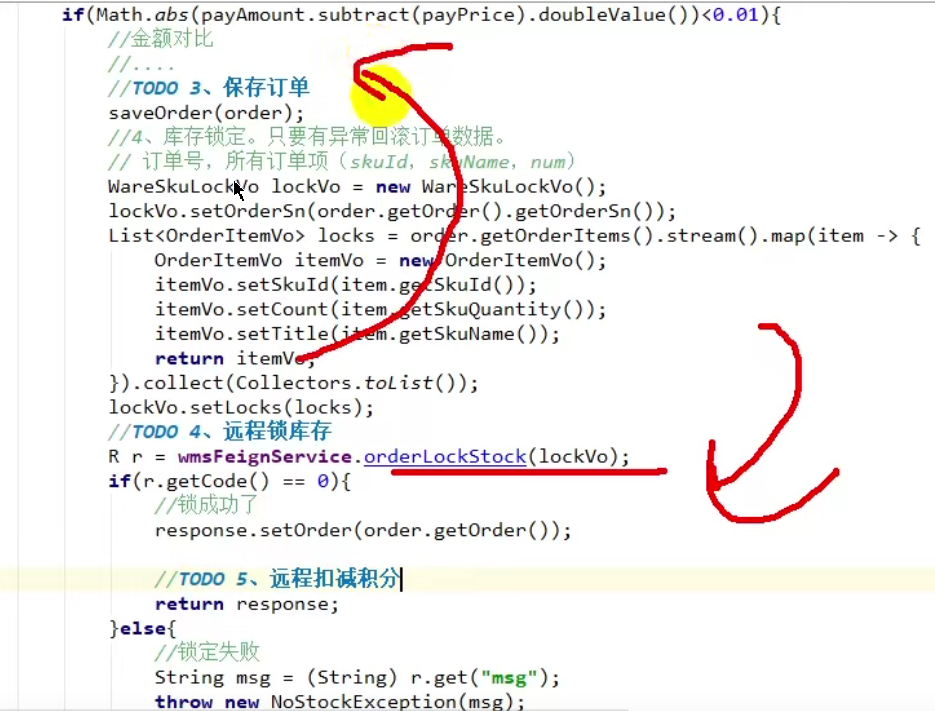 if(Math.abs(payAmount.subtract(payPrice).doubleValue())<0.01){
//金额对比
//....
//TODO 3、保存订单
saveOrder(order);
//4、库存锁定。只要有异常回滚订单数据。
// 订单号，所有订单项（skuId，skuName，num）
WareSkuLockVo lockVo = new WareSkuLockVo();
lockVo.setOrderSn(order.getOrder().getOrderSn());
List<OrderItemVo> locks = order.getOrderItems().stream().map(item -> {
OrderItemVo itemVo = new OrderItemVo();
itemVo.setSkuId(item.getSkuId());
itemVo.setCount(item.getSkuQuantity());
itemVo.setTitle(item.getSkuName());
return itemVo;
}).collect(Collectors.toList());
lockVo.setLocks(locks);
//TODO 4、远程锁库存
R r = wmsFeignService.orderLockStock(lockVo);
if(r.getCode() == 0){
//锁成功了
response.setOrder(order.getOrder());
//TODO 5、远程扣减积分
return response;
}else{
//锁定失败
String msg = (String) r.get("msg");
throw new NoStockException(msg);